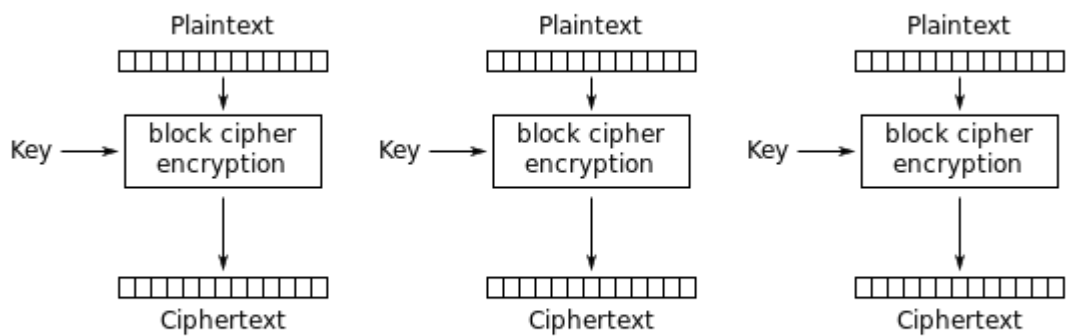 Plaintext
Plaintext
Plaintext
Key
block cipher
encryption
Key
block cipher
encryption
Key
block cipher
encryption
Ciphertext
Ciphertext
Ciphertext